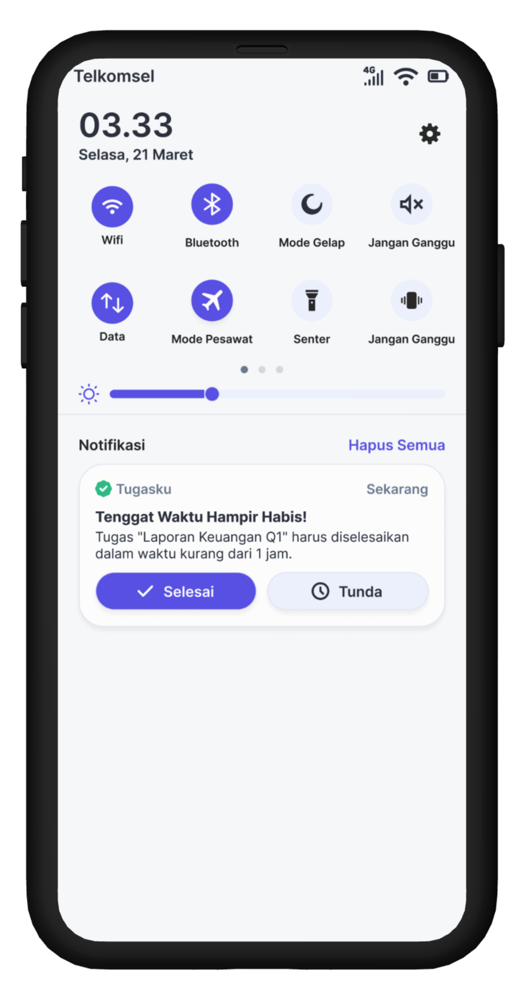 Telkomsel
4G
03.33
Selasa, 21 Maret
Wifi
Bluetooth
Mode Gelap
Jangan Ganggu
Data
Mode Pesawat
Senter
Jangan Ganggu
Notifikasi
Hapus Semua
Tugasku
Sekarang
Tenggat Waktu Hampir Habis!
Tugas "Laporan Keuangan Q1" harus diselesaikan
dalam waktu kurang dari 1 jam.
Selesai
Tunda